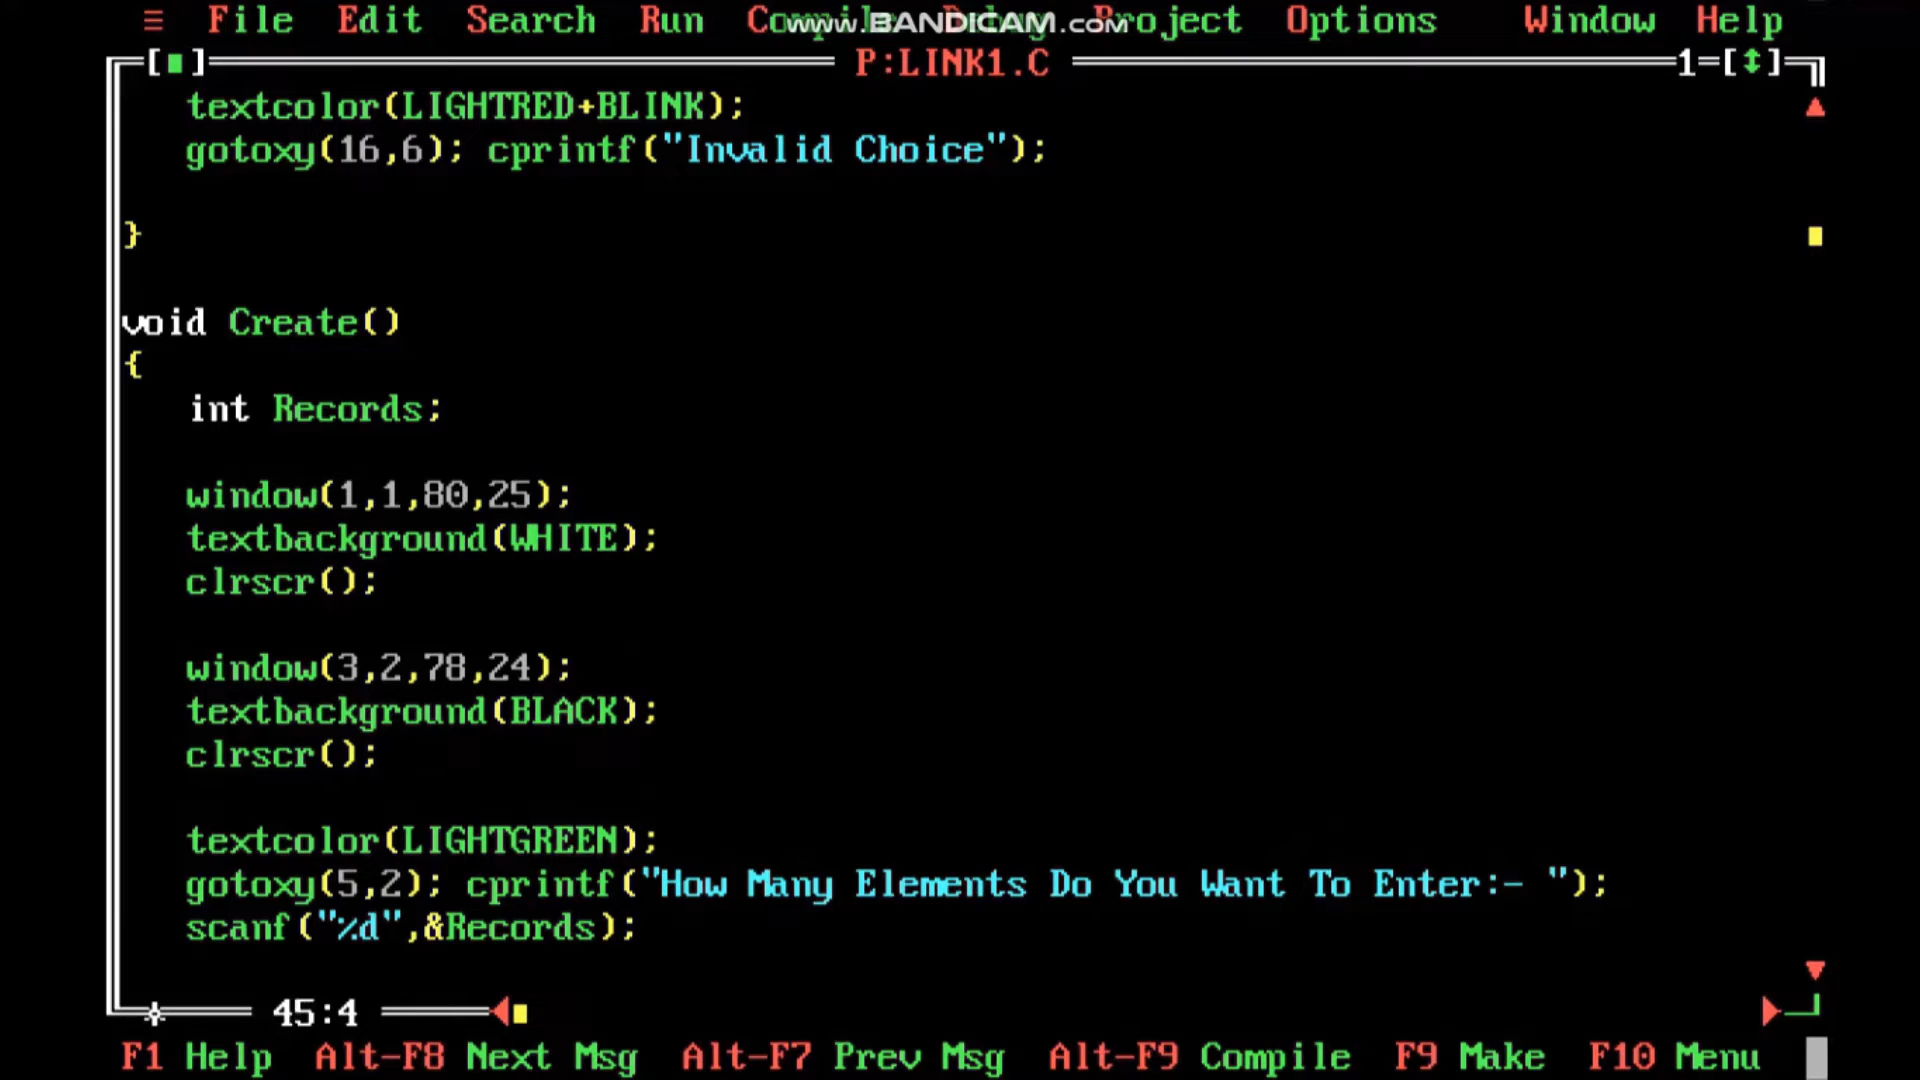 ≡ File Edit Search Run Compile Debug Project Options Window Help
www.BANDICAM.com
[■] P:LINK1.C 1=[↕]
textcolor(LIGHTRED+BLINK);
gotoxy(16,6); cprintf("Invalid Choice");
}
void Create()
{
int Records;
window(1,1,80,25);
textbackground(WHITE);
clrscr();
window(3,2,78,24);
textbackground(BLACK);
clrscr();
textcolor(LIGHTGREEN);
gotoxy(5,2); cprintf("How Many Elements Do You Want To Enter:- ");
scanf("%d",&Records);
45:4
F1 Help Alt-F8 Next Msg Alt-F7 Prev Msg Alt-F9 Compile F9 Make F10 Menu